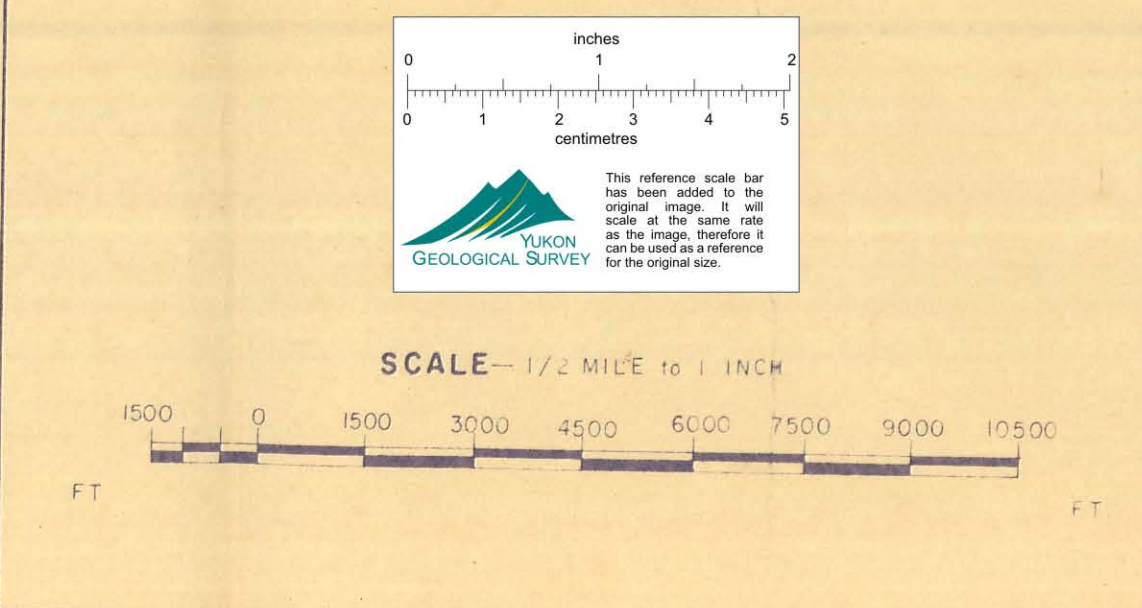 inches
0 1 2
0 1 2 3 4 5
centimetres
YUKON
GEOLOGICAL SURVEY
This reference scale bar
has been added to the
original image. It will
scale at the same rate
as the image, therefore it
can be used as a reference
for the original size.
SCALE — 1/2 MILE to 1 INCH
1500 0 1500 3000 4500 6000 7500 9000 10500
FT FT